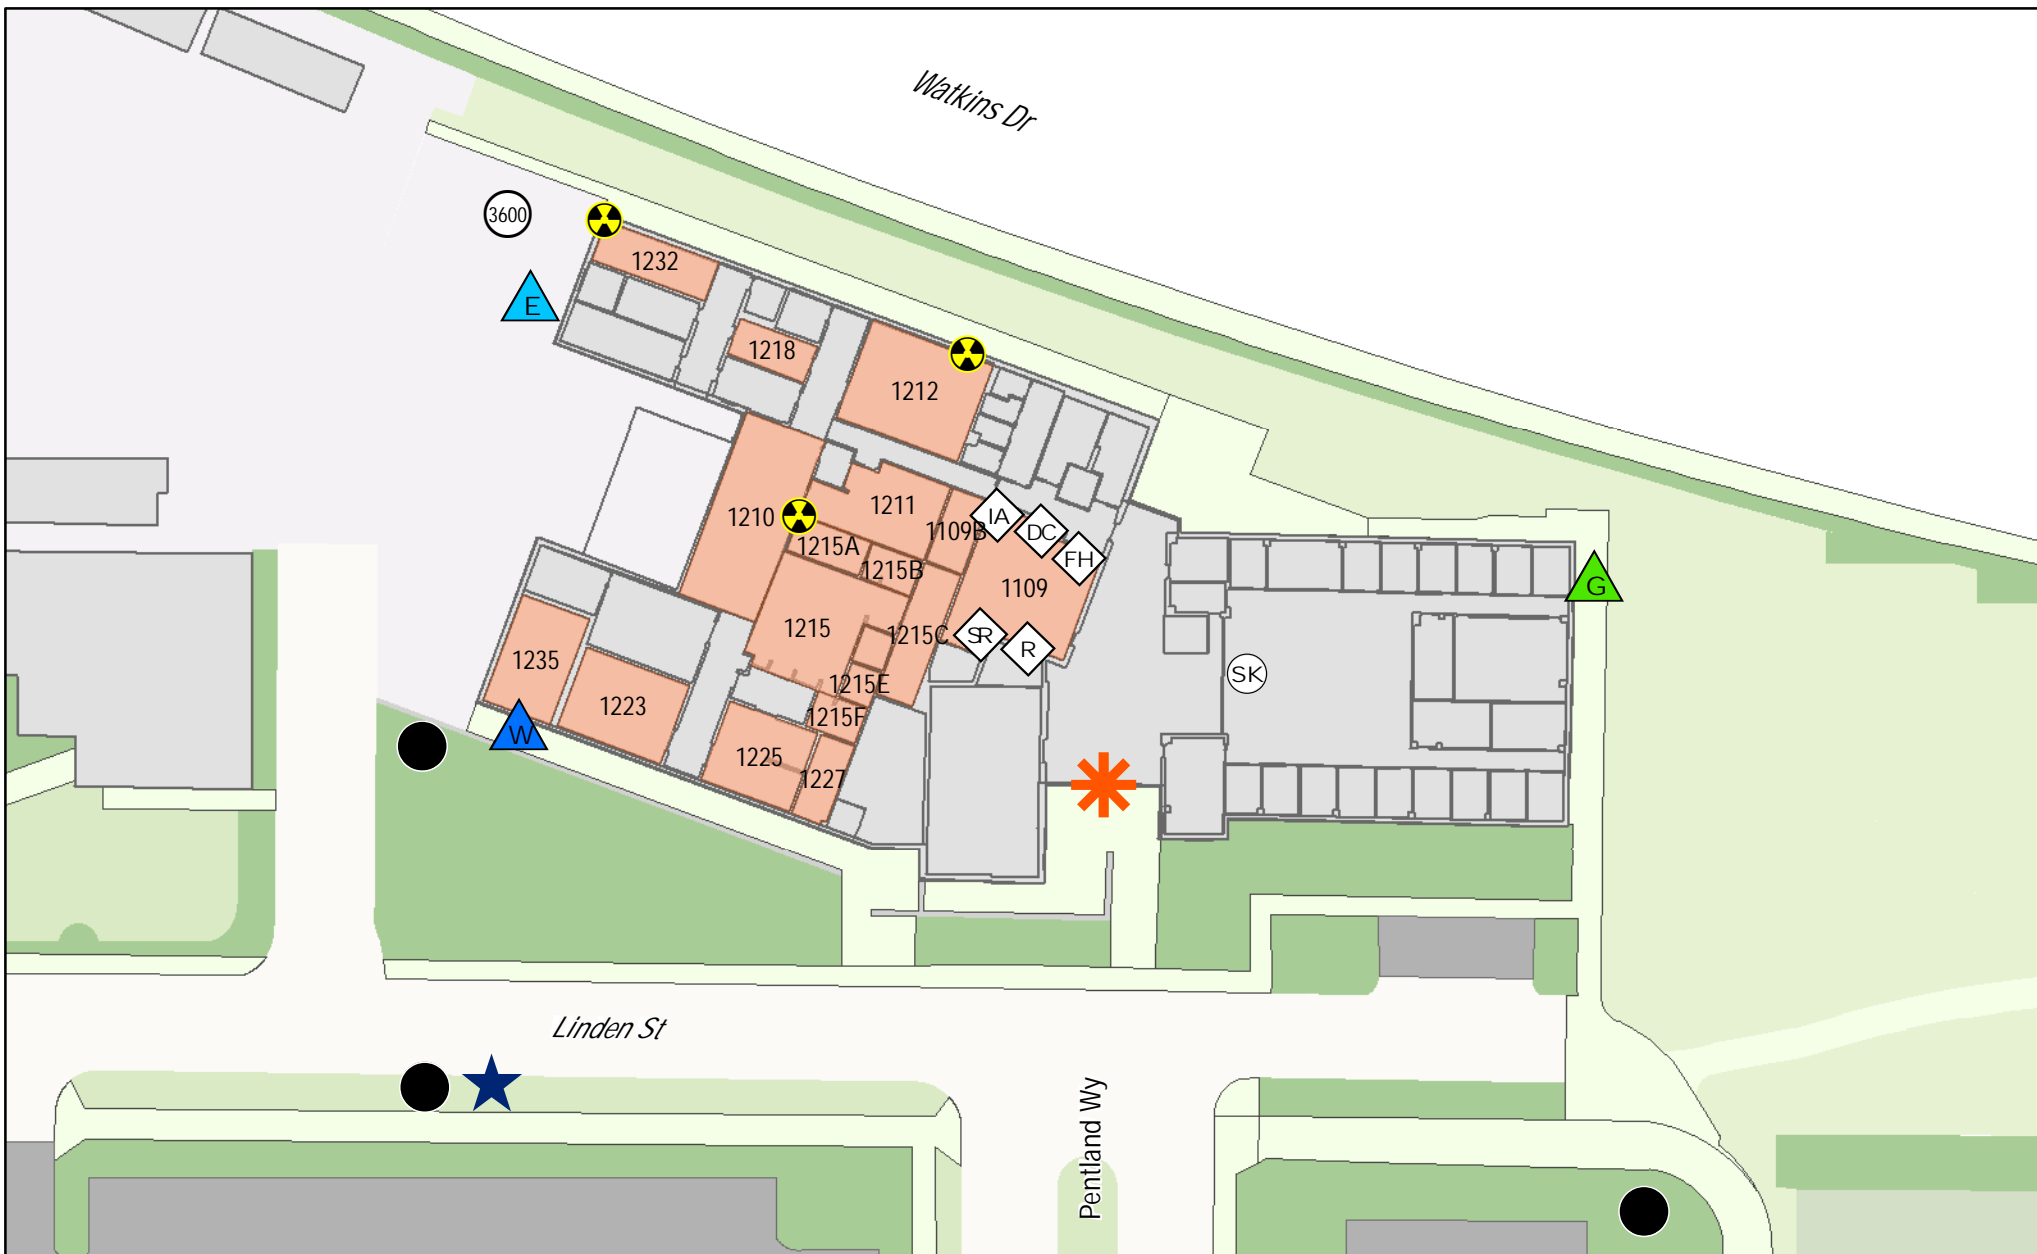 Watkins Dr
3600
1232
E
1218
1212
1211
IA
1210
1109B
DC
1215A
FH
1215B
G
1109
1215
1215C
SR
R
1235
SK
1215E
1223
1215F
W
1225
1227
Linden St
Pentland Wy